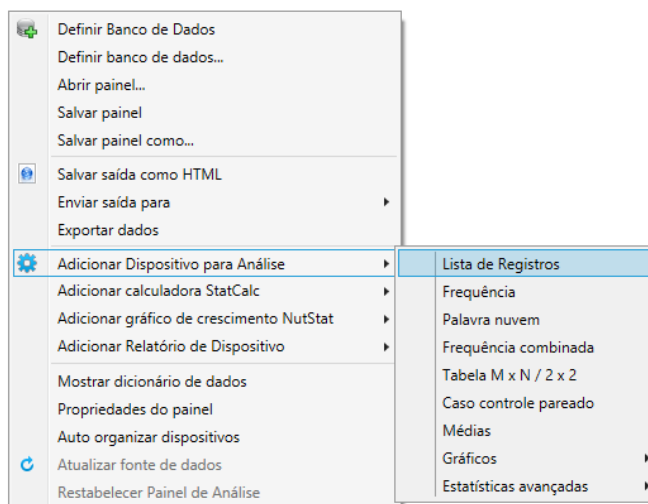 Definir Banco de Dados
Definir banco de dados...
Abrir painel...
Salvar painel
Salvar painel como...
Salvar saída como HTML
Enviar saída para
Exportar dados
Adicionar Dispositivo para Análise
Adicionar calculadora StatCalc
Adicionar gráfico de crescimento NutStat
Adicionar Relatório de Dispositivo
Mostrar dicionário de dados
Propriedades do painel
Auto organizar dispositivos
Atualizar fonte de dados
Restabelecer Painel de Análise
Lista de Registros
Frequência
Palavra nuvem
Frequência combinada
Tabela M x N / 2 x 2
Caso controle pareado
Médias
Gráficos
Estatísticas avançadas